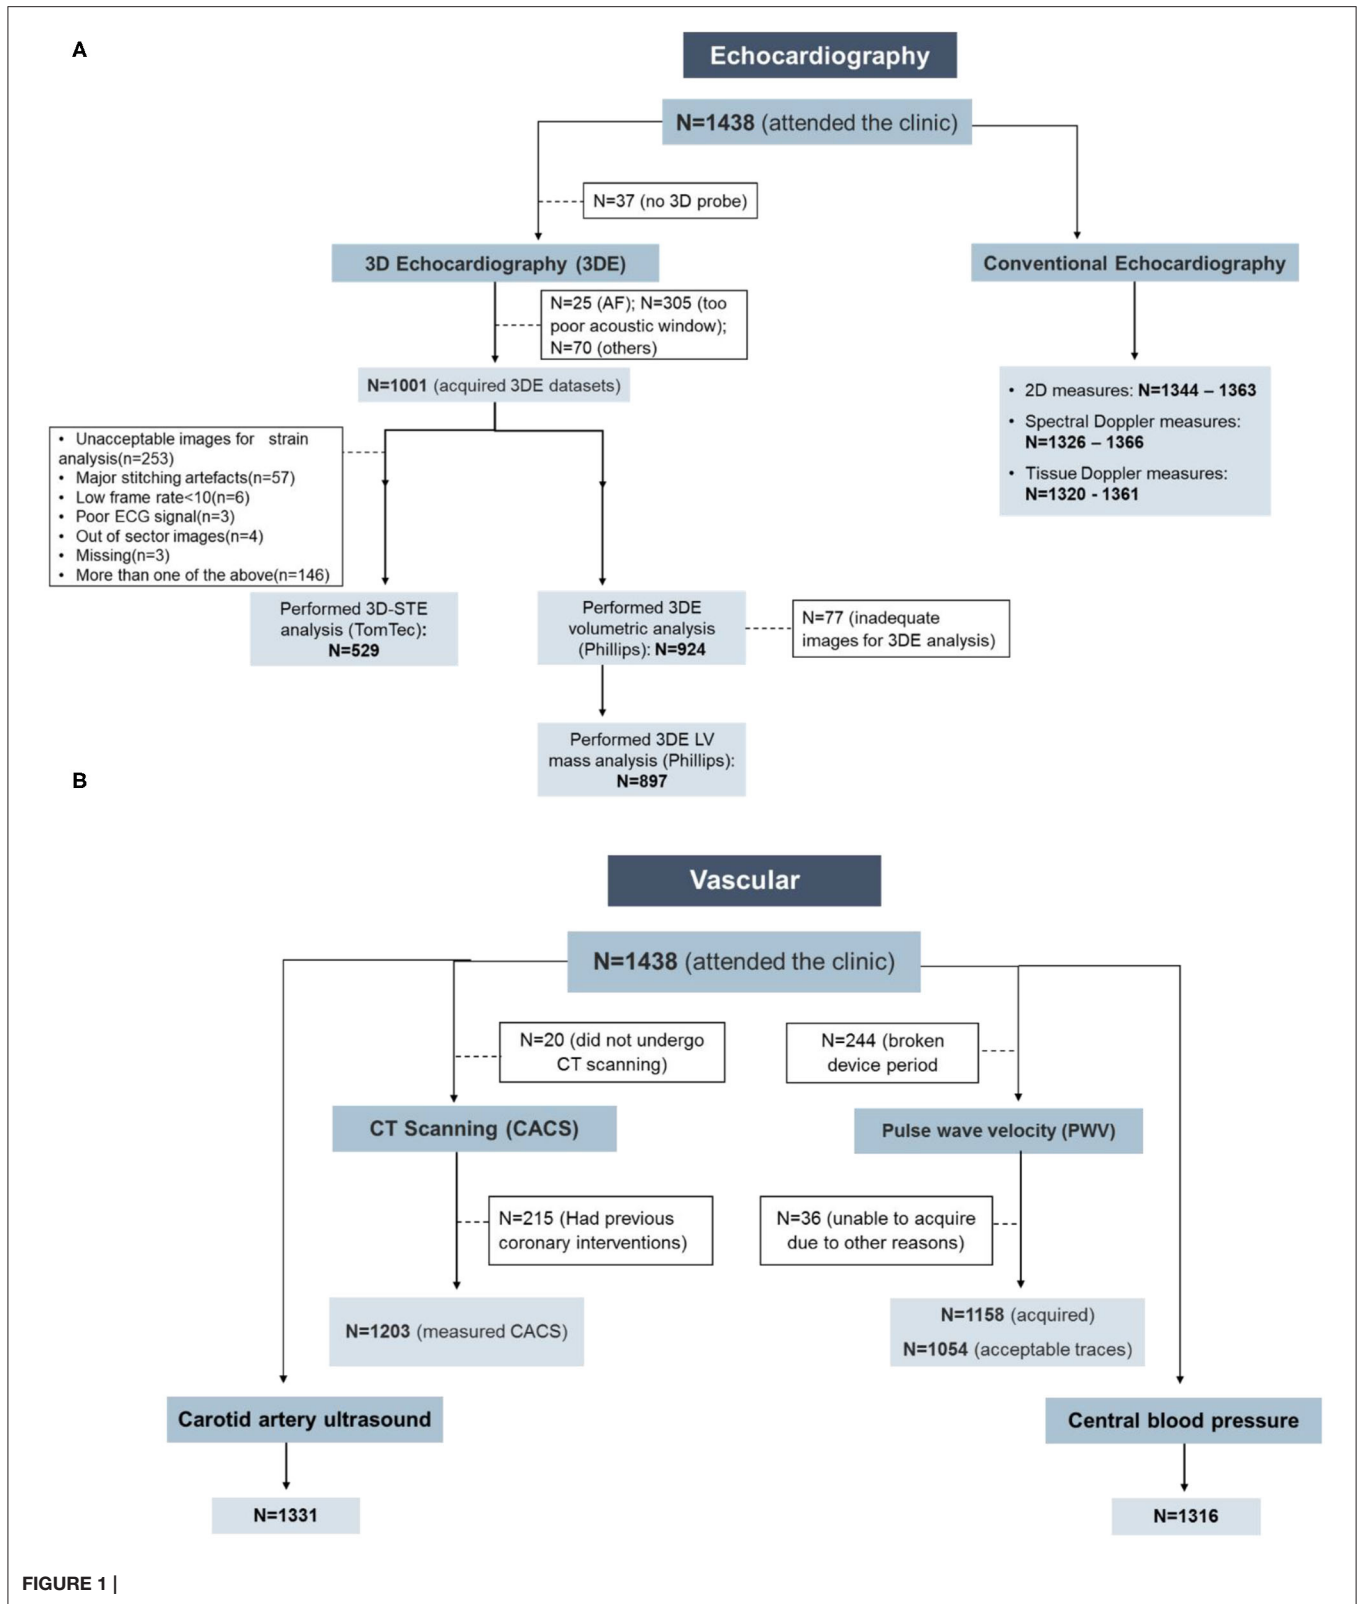 A
Echocardiography
N=1438 (attended the clinic)
N=37 (no 3D probe)
3D Echocardiography (3DE)
Conventional Echocardiography
N=25 (AF); N=305 (too
poor acoustic window);
N=70 (others)
N=1001 (acquired 3DE datasets)
• 2D measures: N=1344 – 1363
• Spectral Doppler measures:
N=1326 – 1366
• Tissue Doppler measures:
N=1320 - 1361
• Unacceptable images for strain
analysis(n=253)
• Major stitching artefacts(n=57)
• Low frame rate<10(n=6)
• Poor ECG signal(n=3)
• Out of sector images(n=4)
• Missing(n=3)
• More than one of the above(n=146)
Performed 3D-STE
analysis (TomTec):
N=529
Performed 3DE
volumetric analysis
(Phillips): N=924
N=77 (inadequate
images for 3DE analysis)
Performed 3DE LV
mass analysis (Phillips):
N=897
B
Vascular
N=1438 (attended the clinic)
N=20 (did not undergo
CT scanning)
N=244 (broken
device period
CT Scanning (CACS)
Pulse wave velocity (PWV)
N=215 (Had previous
coronary interventions)
N=36 (unable to acquire
due to other reasons)
N=1203 (measured CACS)
N=1158 (acquired)
N=1054 (acceptable traces)
Carotid artery ultrasound
Central blood pressure
N=1331
N=1316
FIGURE 1 |